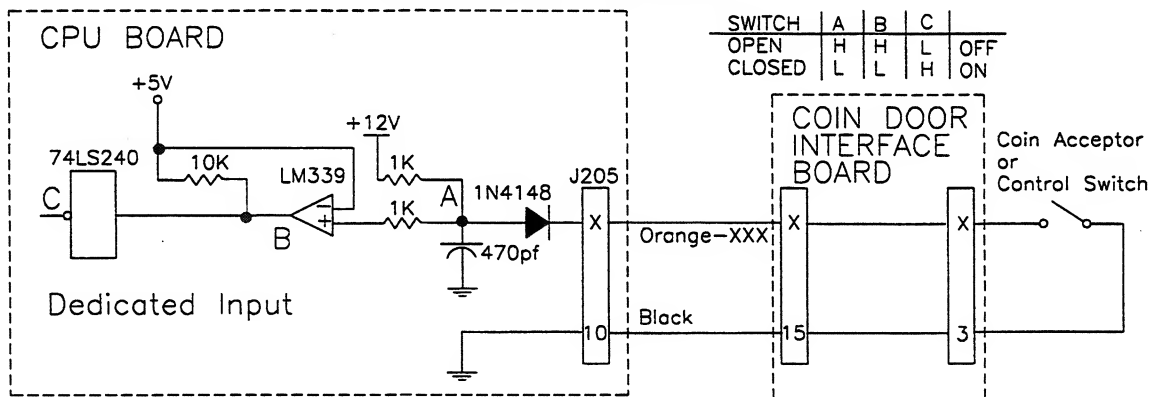 CPU BOARD
+5V
74LS240
10K
LM339
+12V
1K
1K
A
B
C
1N4148
470pf
J205
X
10
Dedicated Input
Orange-XXX
Black
SWITCH A B C
OPEN H H L OFF
CLOSED L L H ON
COIN DOOR
INTERFACE
BOARD
X
15
X
3
Coin Acceptor
or
Control Switch
−
+